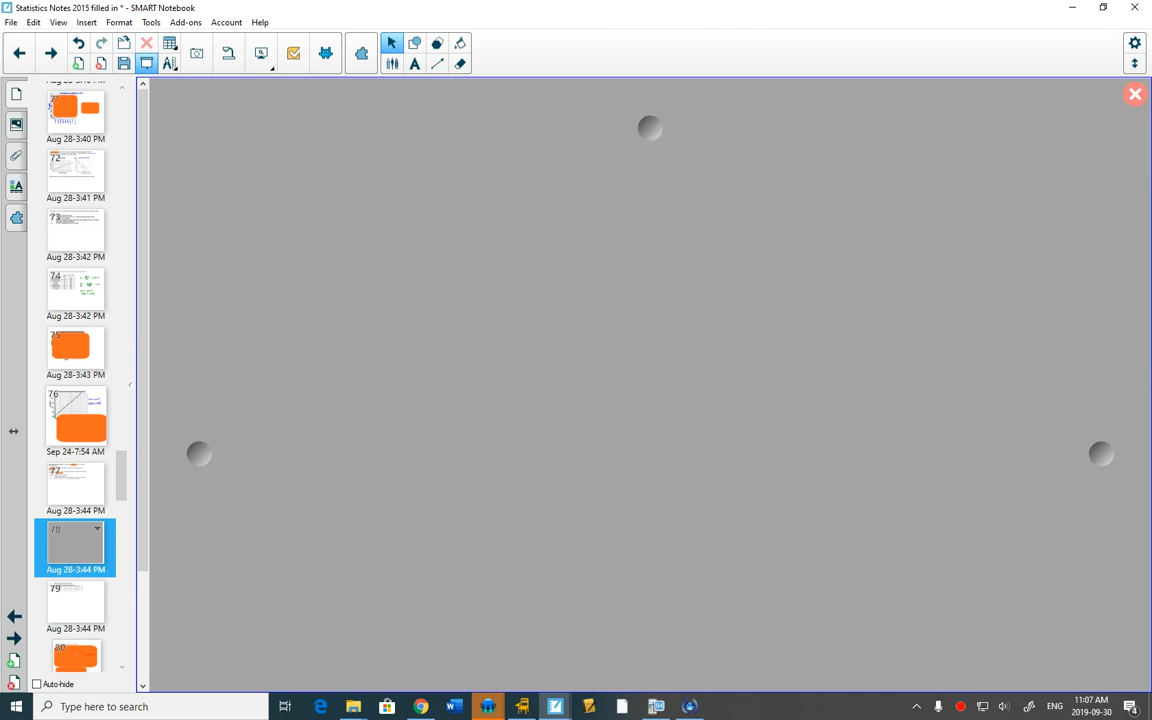 Statistics Notes 2015 filled in * - SMART Notebook
File Edit View Insert Format Tools Add-ons Account Help
71
Aug 28-3:40 PM
72
Aug 28-3:41 PM
73
Aug 28-3:42 PM
74
Aug 28-3:42 PM
75
Aug 28-3:43 PM
76
Sep 24-7:54 AM
77
Aug 28-3:44 PM
78
Aug 28-3:44 PM
79
Aug 28-3:44 PM
80
Auto-hide
Type here to search
ENG
11:07 AM
2019-09-30
4